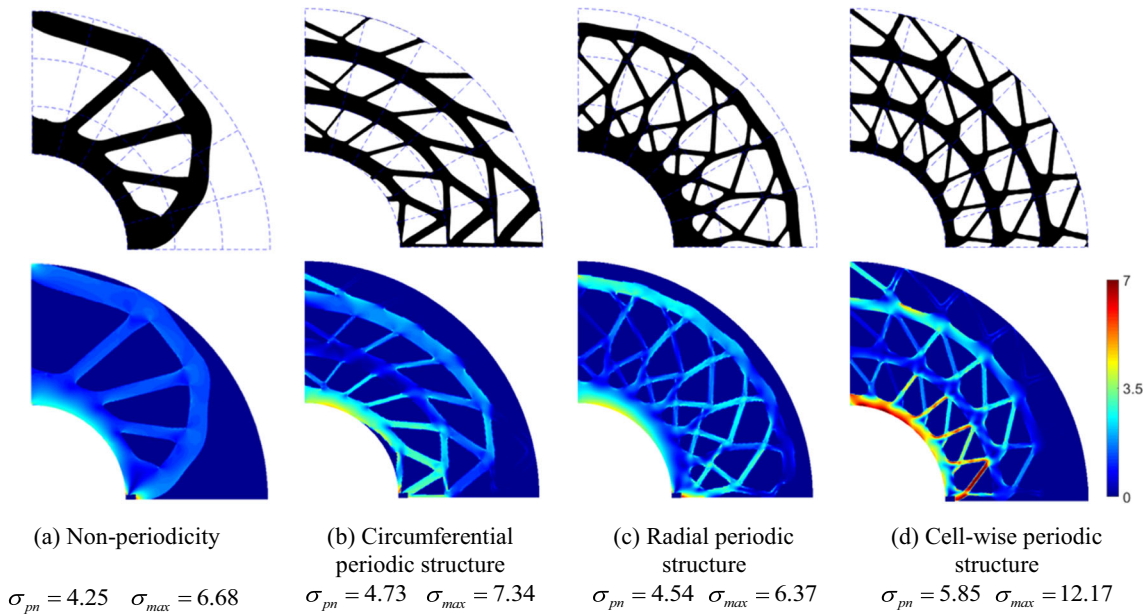 7
3.5
0
(a) Non-periodicity
(b) Circumferential
periodic structure
(c) Radial periodic
structure
(d) Cell-wise periodic
structure
σpn = 4.25 σmax = 6.68
σpn = 4.73 σmax = 7.34
σpn = 4.54 σmax = 6.37
σpn = 5.85 σmax = 12.17